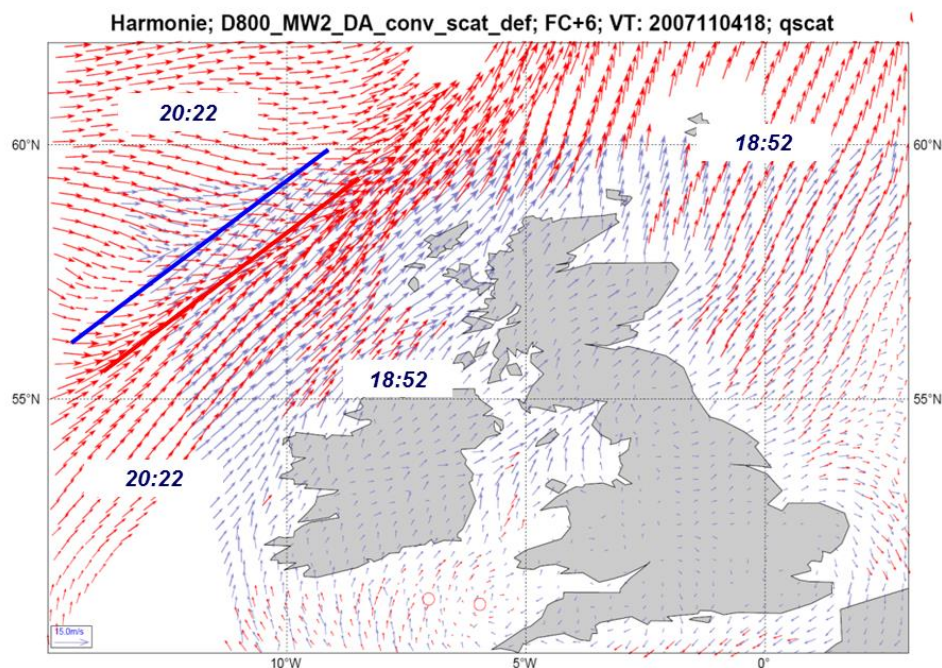 Harmonie; D800_MW2_DA_conv_scat_def; FC+6; VT: 2007110418; qscat
20:22
18:52
60°N
60°N
18:52
55°N
55°N
20:22
15.0m/s
10°W
5°W
0°